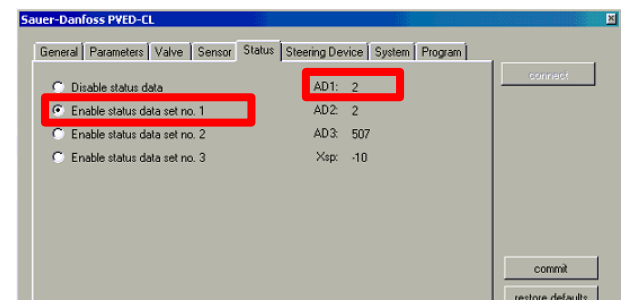 Sauer-Danfoss PVED-CL
General Parameters Valve Sensor Status Steering Device System Program
connect
Disable status data AD1: 2
Enable status data set no. 1 AD2: 2
Enable status data set no. 2 AD3: 507
Enable status data set no. 3 Xsp: -10
commit
restore defaults